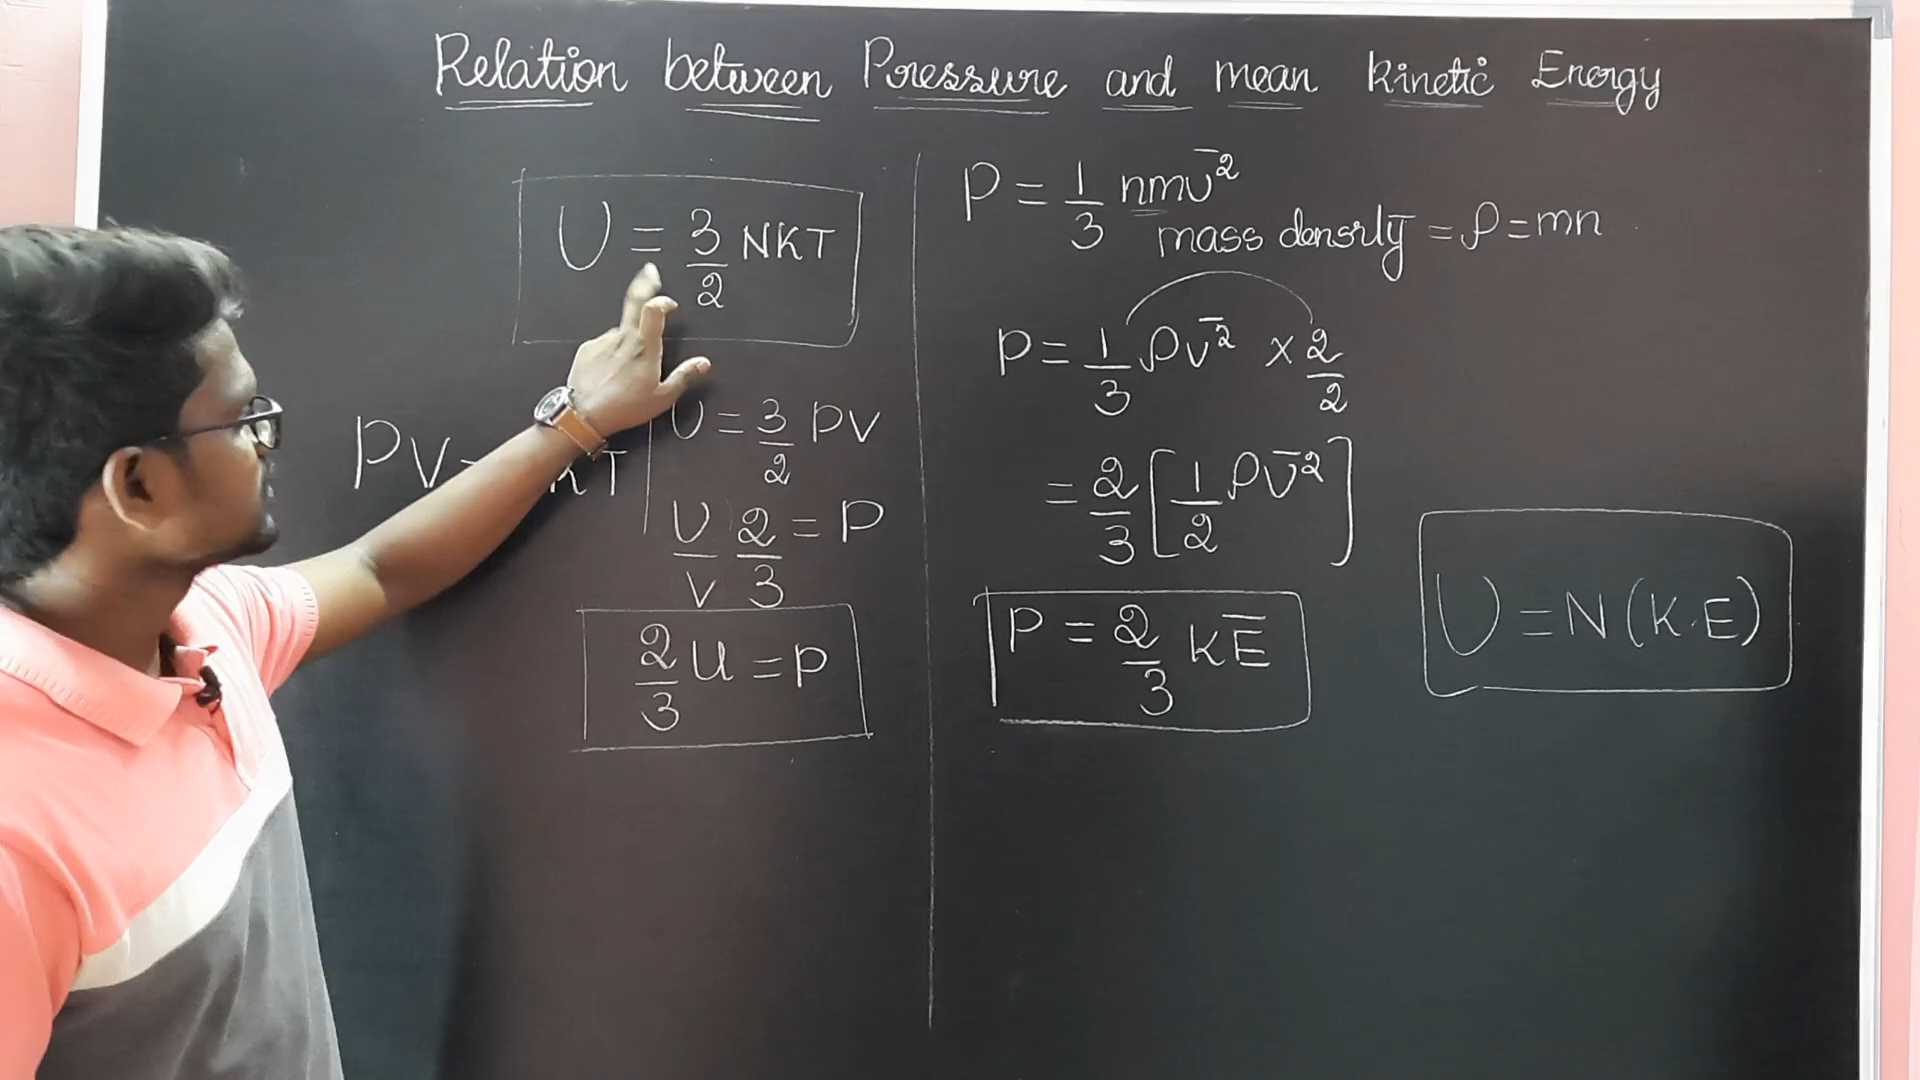 Relation between Pressure and mean kinetic Energy
U = 3/2 NKT
PV = KT
U = 3/2 PV
U/V 2/3 = P
2/3 u = P
P = 1/3 nmv̅²
mass density = ρ = mn
P = 1/3 ρv̅² × 2/2
= 2/3 [1/2 ρv̅²]
P = 2/3 KE̅
U = N(K.E)